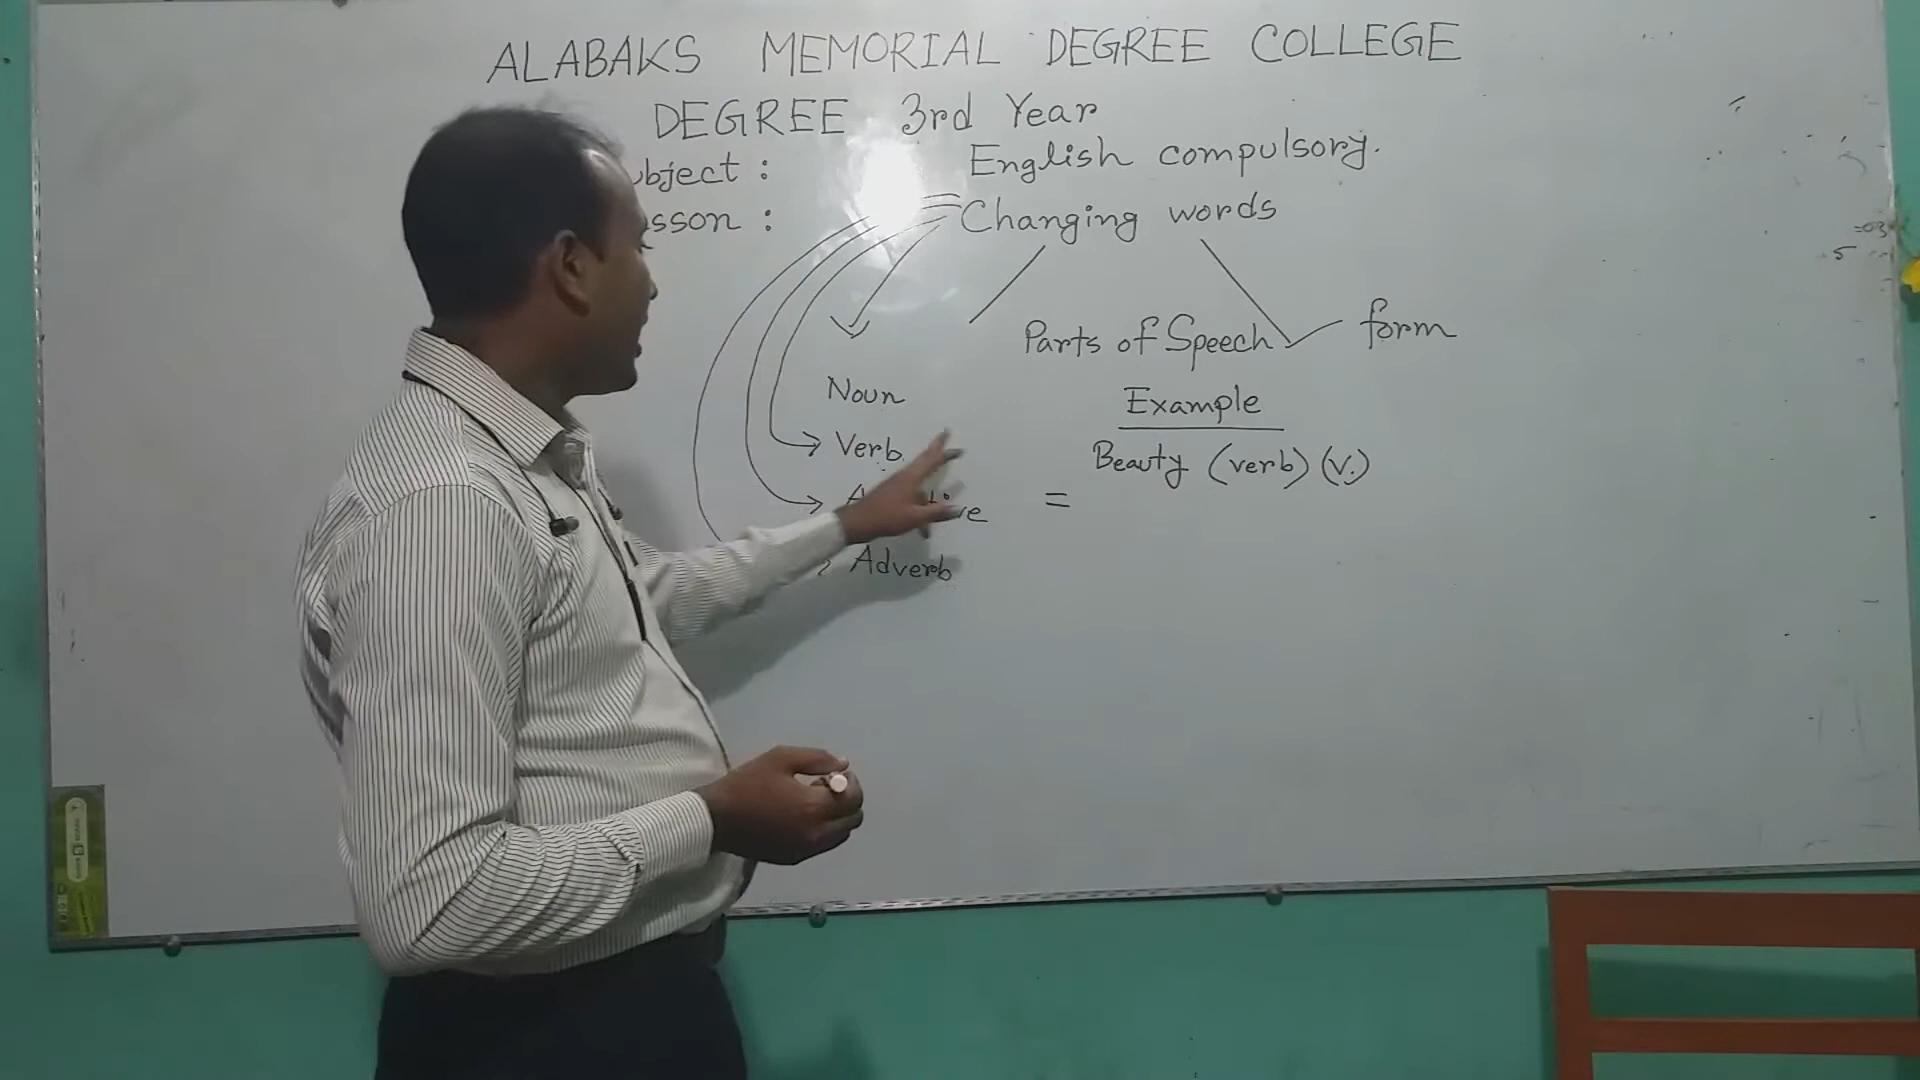 ALABAKS MEMORIAL DEGREE COLLEGE
DEGREE 3rd Year
ubject : English compulsory.
sson : Changing words
Parts of Speech form
Noun
Example
Verb
Beauty (verb) (v.)
=
Adverb